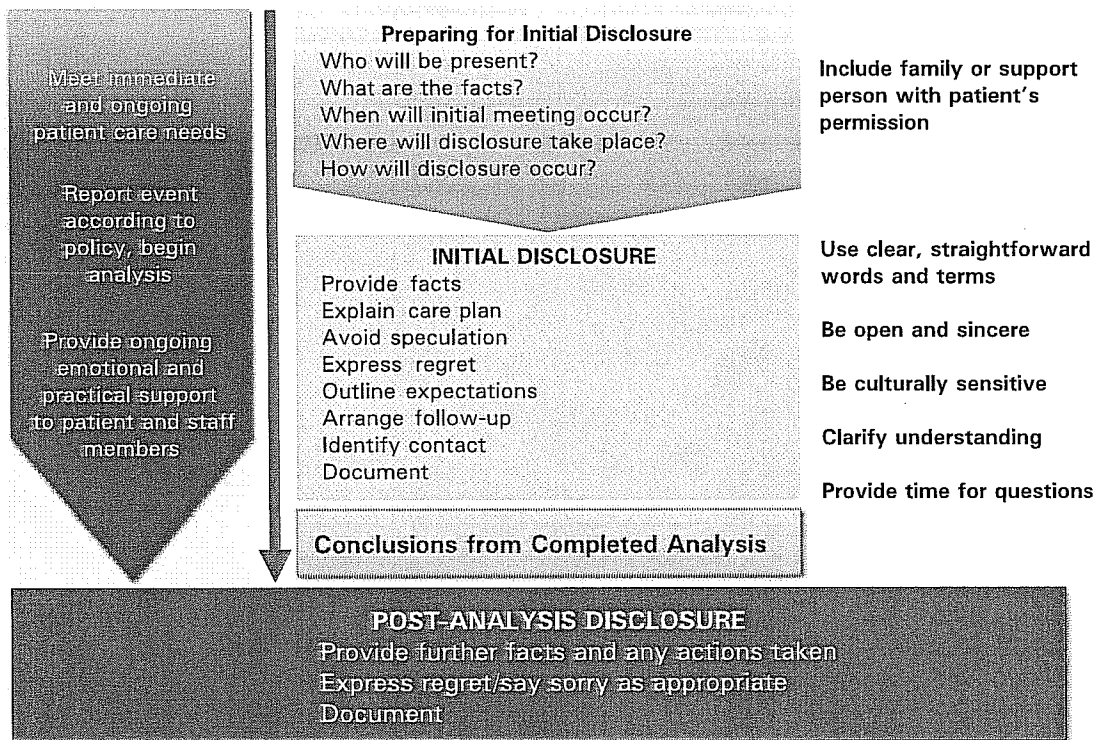 Meet immediate
and ongoing
patient care needs
Report event
according to
policy, begin
analysis
Provide ongoing
emotional and
practical support
to patient and staff
members
Preparing for Initial Disclosure
Who will be present?
What are the facts?
When will initial meeting occur?
Where will disclosure take place?
How will disclosure occur?
Include family or support
person with patient's
permission
INITIAL DISCLOSURE
Provide facts
Explain care plan
Avoid speculation
Express regret
Outline expectations
Arrange follow-up
Identify contact
Document
Use clear, straightforward
words and terms
Be open and sincere
Be culturally sensitive
Clarify understanding
Provide time for questions
Conclusions from Completed Analysis
POST-ANALYSIS DISCLOSURE
Provide further facts and any actions taken
Express regret/say sorry as appropriate
Document